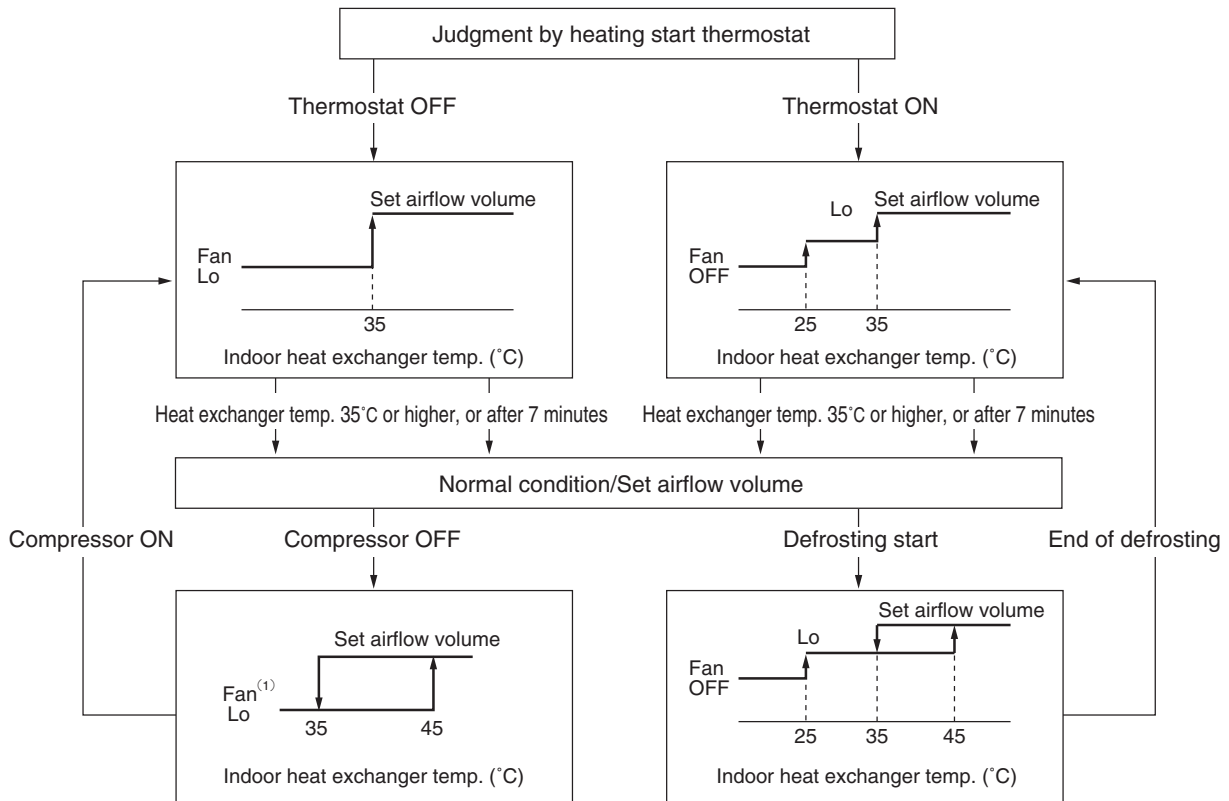 Judgment by heating start thermostat
Thermostat OFF
Thermostat ON
Set airflow volume
Fan
Lo
35
Indoor heat exchanger temp. (˚C)
Set airflow volume
Lo
Fan
OFF
25 35
Indoor heat exchanger temp. (˚C)
Heat exchanger temp. 35˚C or higher, or after 7 minutes
Heat exchanger temp. 35˚C or higher, or after 7 minutes
Normal condition/Set airflow volume
Compressor ON
Compressor OFF
Defrosting start
End of defrosting
Set airflow volume
Fan(1)
Lo
35 45
Indoor heat exchanger temp. (˚C)
Set airflow volume
Lo
Fan
OFF
25 35 45
Indoor heat exchanger temp. (˚C)